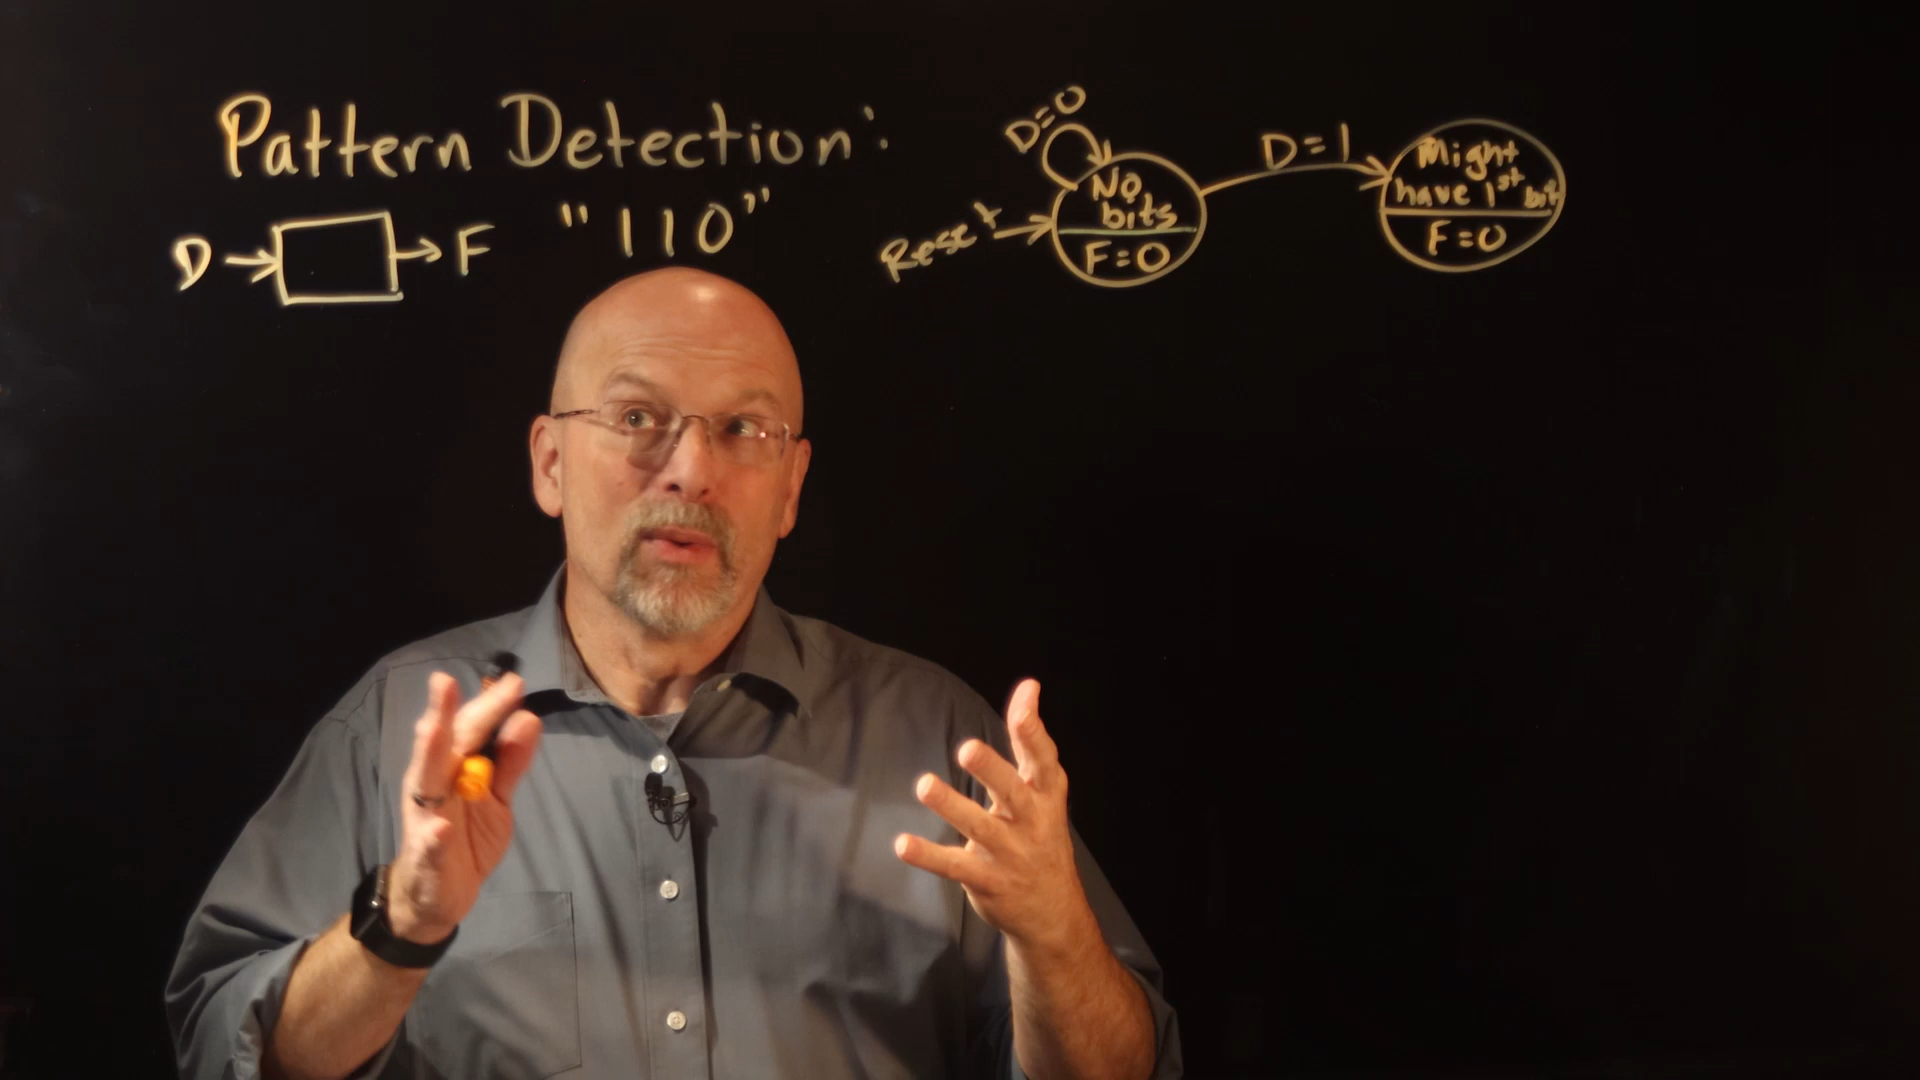 Pattern Detection:
D F "110"
Reset
D=0
No
bits
F=0
D=1
Might
have 1st bit
F=0